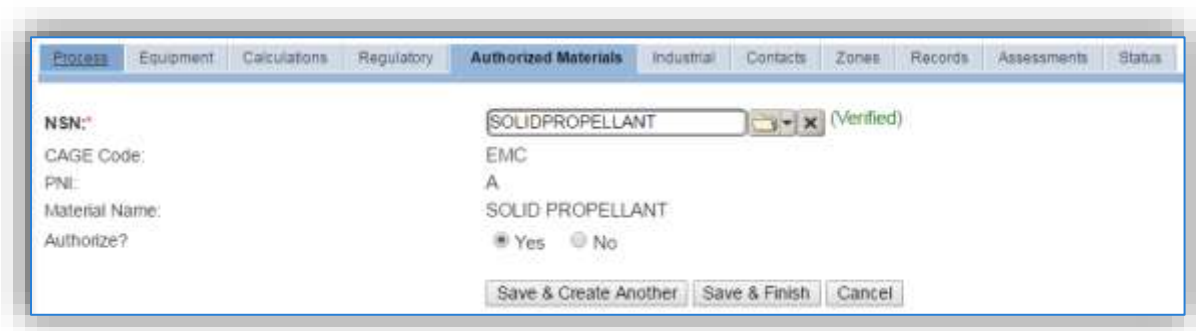 Process Equipment Calculations Regulatory Authorized Materials Industrial Contacts Zones Records Assessments Status
NSN:* SOLIDPROPELLANT (Verified)
CAGE Code: EMC
PNI: A
Material Name: SOLID PROPELLANT
Authorize? Yes No
Save & Create Another Save & Finish Cancel